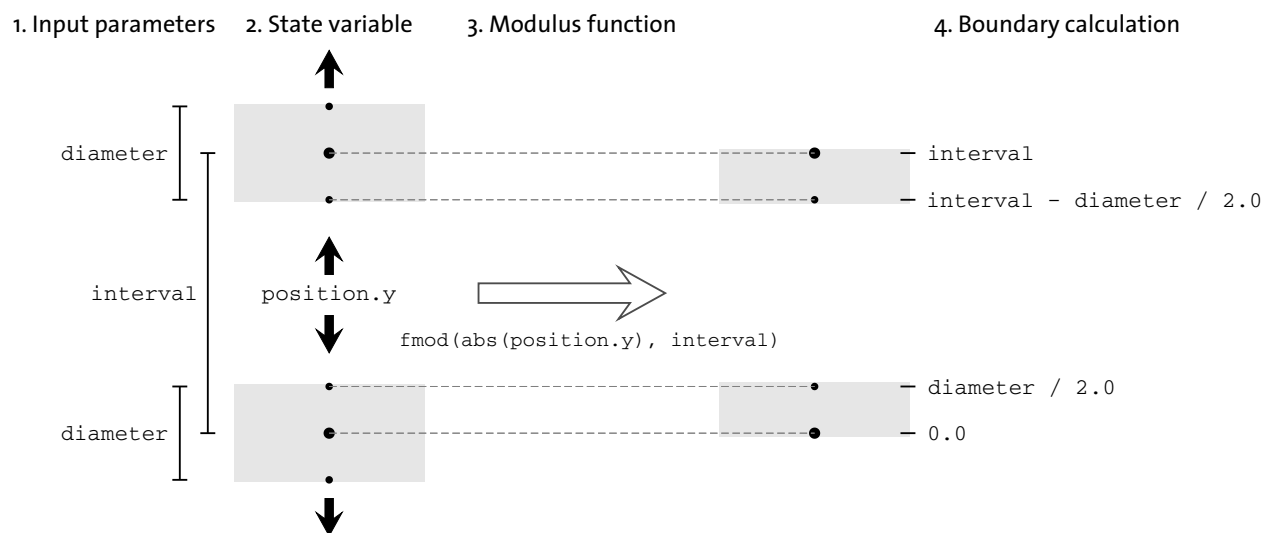 1. Input parameters 2. State variable 3. Modulus function 4. Boundary calculation
diameter
interval
interval - diameter / 2.0
interval
position.y
fmod(abs(position.y), interval)
diameter / 2.0
diameter
0.0